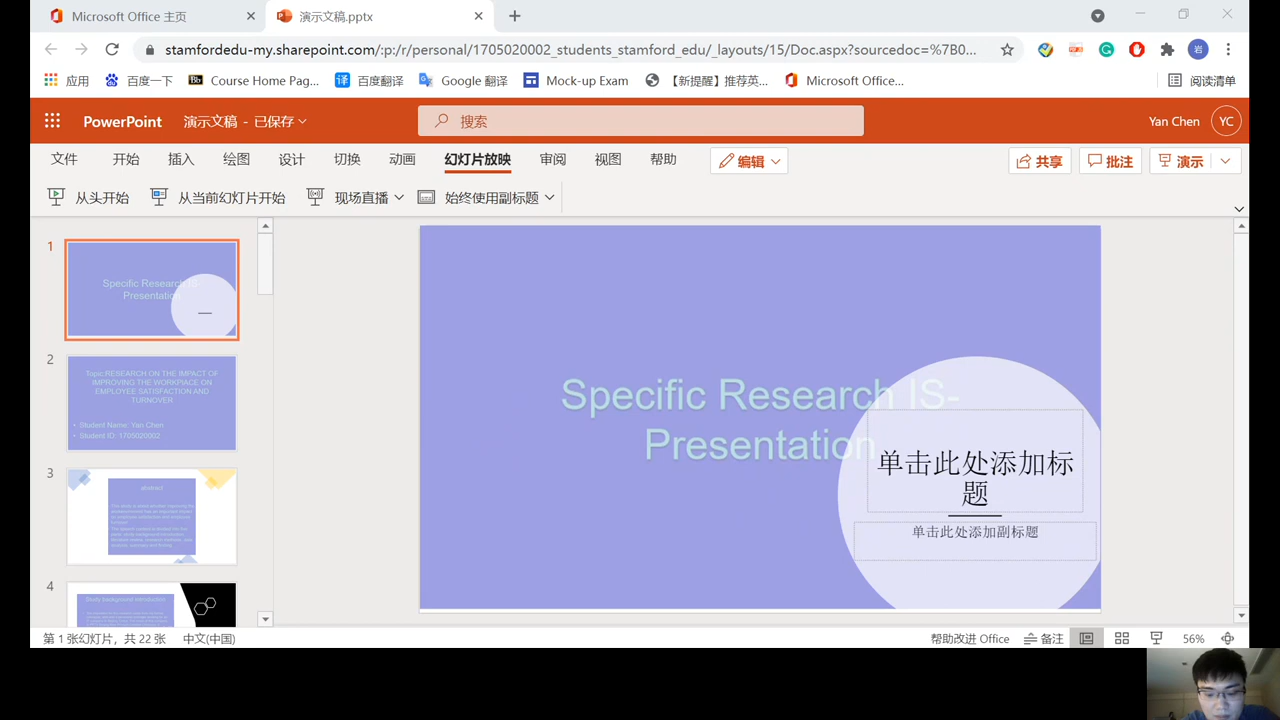 Microsoft Office 主页
演示文稿.pptx
stamfordedu-my.sharepoint.com/:p:/r/personal/1705020002_students_stamford_edu/_layouts/15/Doc.aspx?sourcedoc=%7B0...
岩
应用
百度一下
Bb
Course Home Pag...
译
百度翻译
Google 翻译
Mock-up Exam
【新提醒】推荐英...
Microsoft Office...
阅读清单
PowerPoint
演示文稿 - 已保存
搜索
Yan Chen
YC
文件
开始
插入
绘图
设计
切换
动画
幻灯片放映
审阅
视图
帮助
编辑
共享
批注
演示
从头开始
从当前幻灯片开始
现场直播
始终使用副标题
1
Specific Research IS-
Presentation
2
Topic:RESEARCH ON THE IMPACT OF
IMPROVING THE WORKPlACE ON
EMPLOYEE SATISFACTION AND
TURNOVER
• Student Name: Yan Chen
• Student ID: 1705020002
3
abstract
4
Study background introduction
Specific Research IS-
Presentation
单击此处添加标
题
单击此处添加副标题
第 1 张幻灯片，共 22 张
中文(中国)
帮助改进 Office
备注
56%